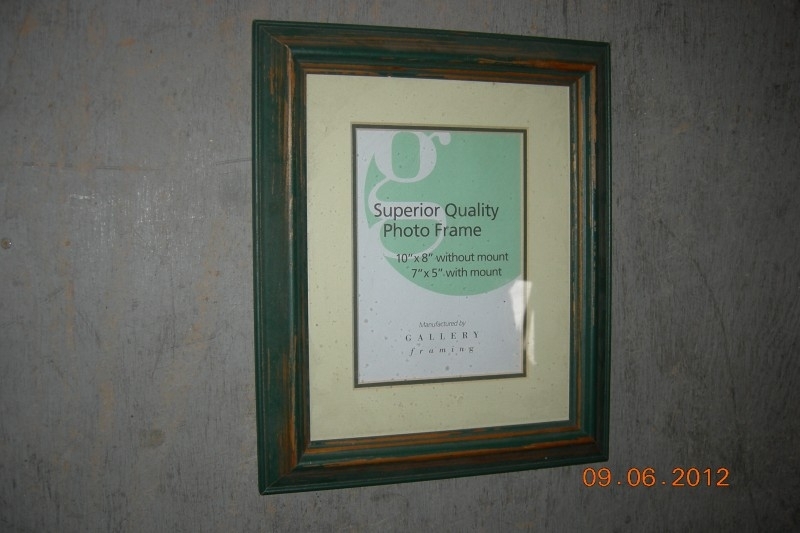 g
Superior Quality
Photo Frame
10"x 8" without mount
7"x 5" with mount
Manufactured by
GALLERY
framing
09.06.2012